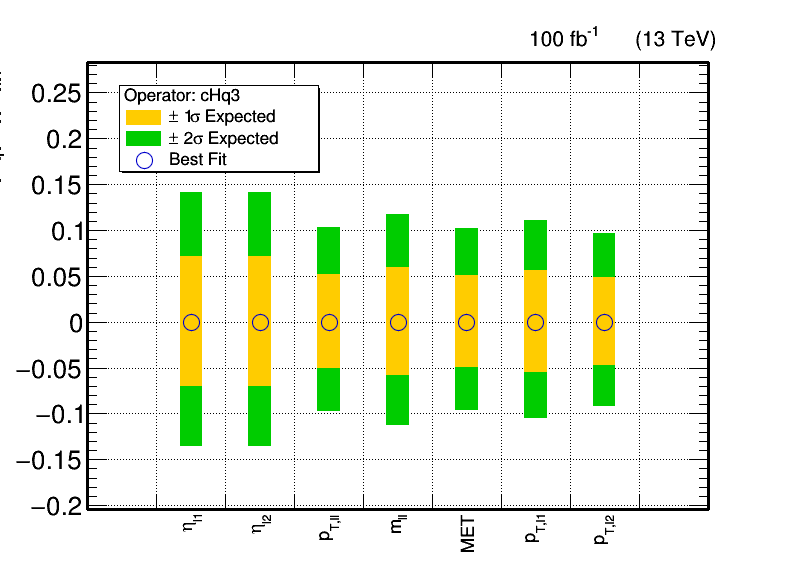 100 fb-1 (13 TeV)
Operator: cHq3
± 1σ Expected
± 2σ Expected
Best Fit
0.25
0.2
0.15
0.1
0.05
0
−0.05
−0.1
−0.15
−0.2
ηl1
ηl2
pT,ll
mll
MET
pT,l1
pT,l2